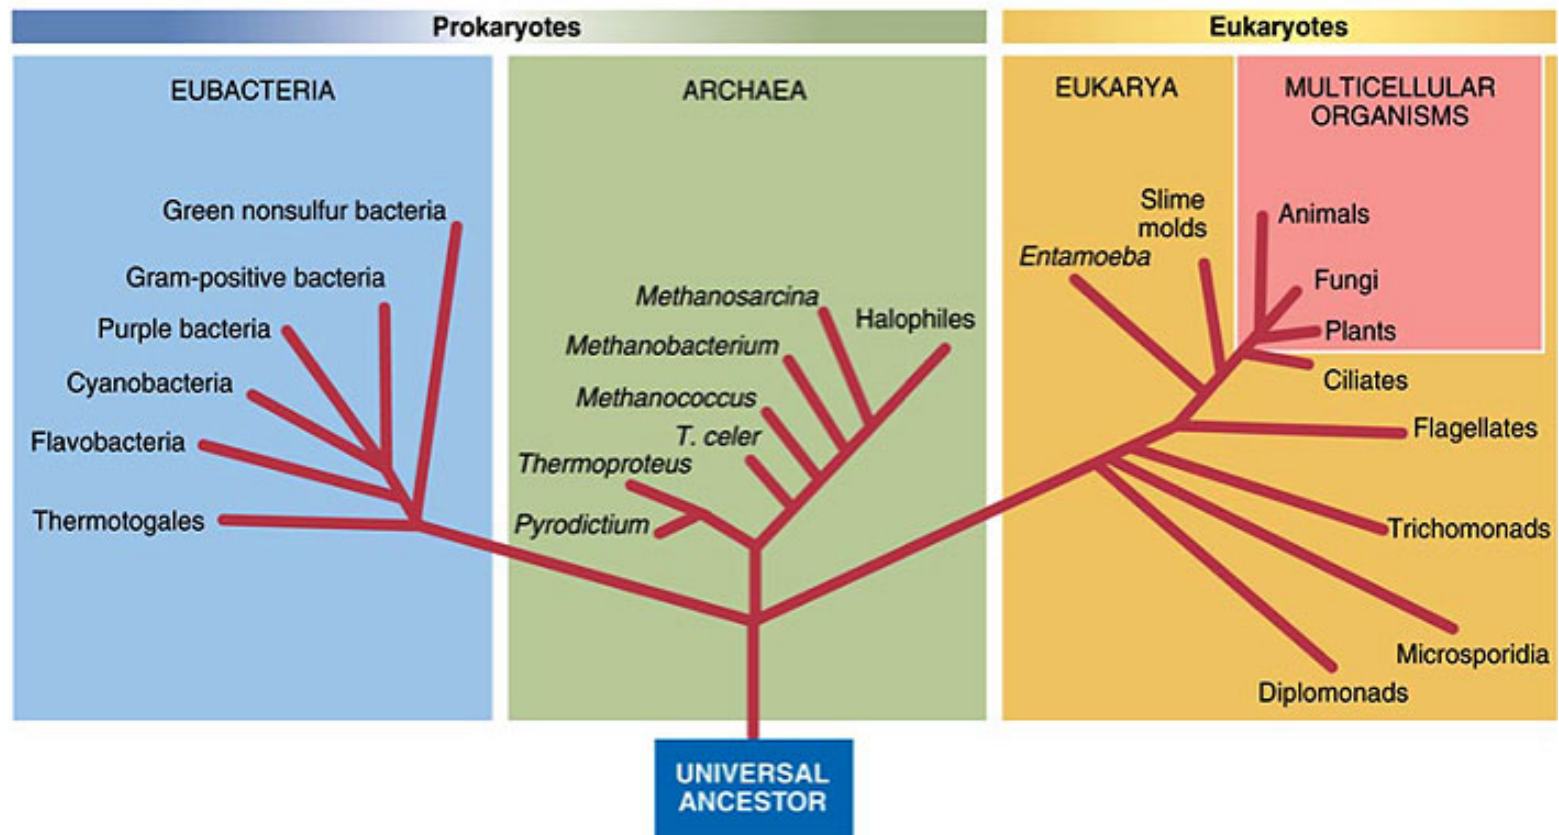 Prokaryotes
Eukaryotes
EUBACTERIA
ARCHAEA
EUKARYA
MULTICELLULAR
ORGANISMS
Green nonsulfur bacteria
Gram-positive bacteria
Purple bacteria
Cyanobacteria
Flavobacteria
Thermotogales
Methanosarcina
Halophiles
Methanobacterium
Methanococcus
T. celer
Thermoproteus
Pyrodictium
Slime
molds
Entamoeba
Animals
Fungi
Plants
Ciliates
Flagellates
Trichomonads
Microsporidia
Diplomonads
UNIVERSAL
ANCESTOR